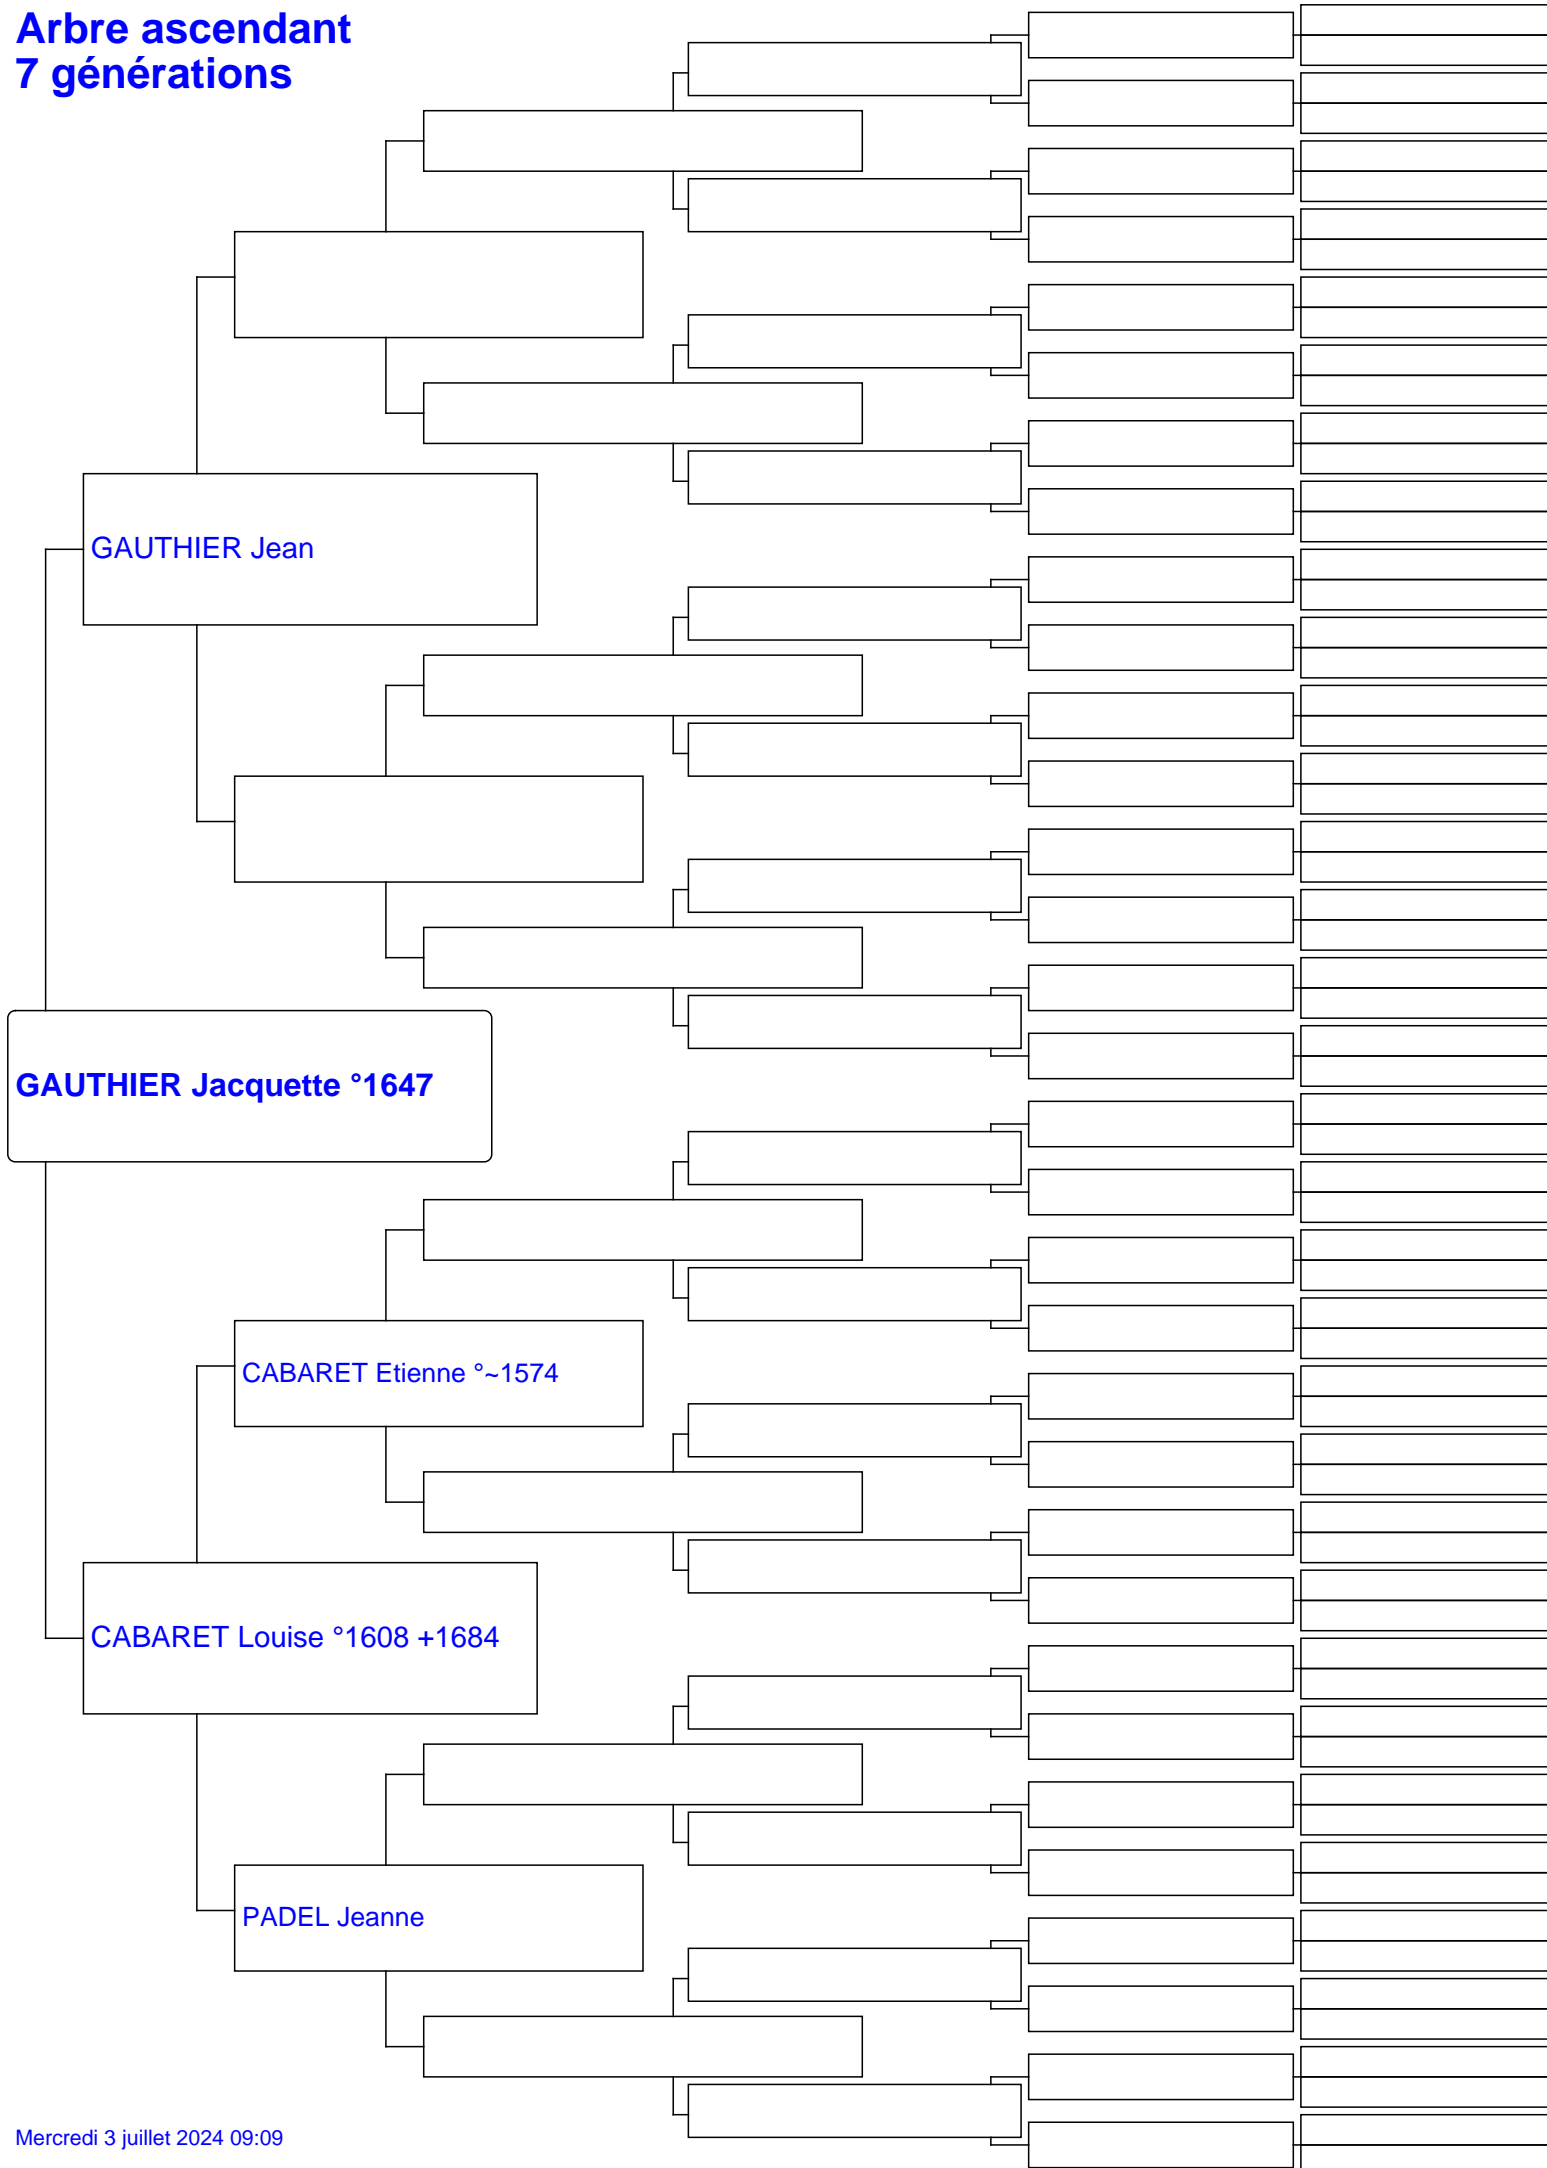 Arbre ascendant
7 générations
GAUTHIER Jean
GAUTHIER Jacquette °1647
CABARET Etienne °~1574
CABARET Louise °1608 +1684
PADEL Jeanne
Mercredi 3 juillet 2024 09:09